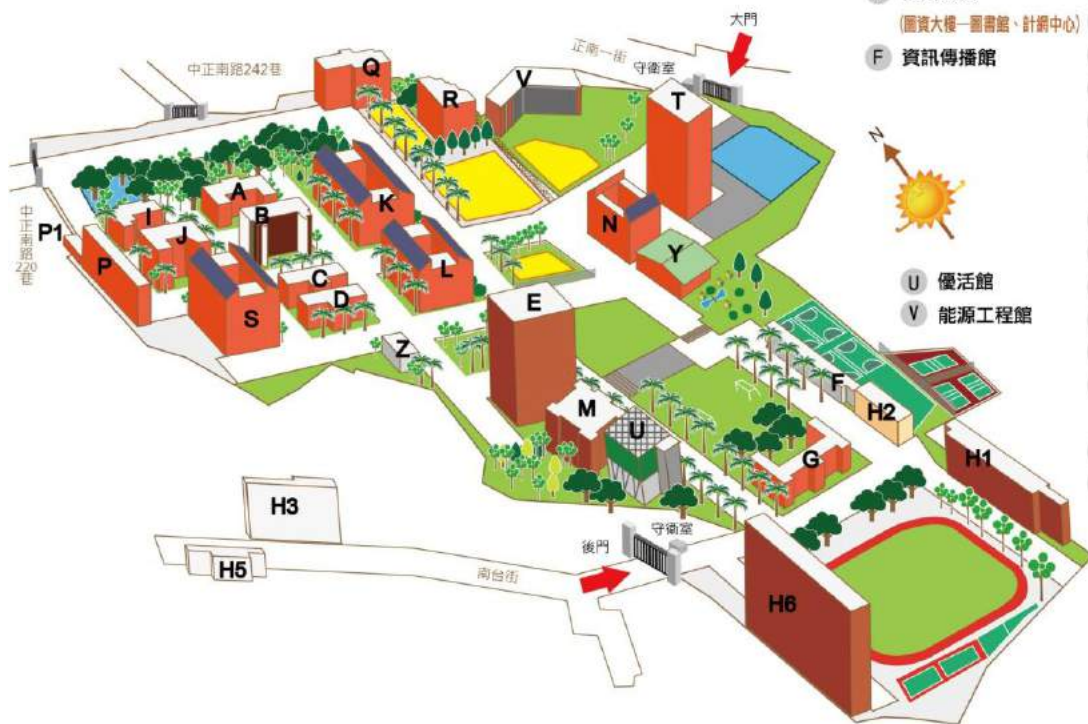 (圖資大樓—圖書館、計網中心)
F 資訊傳播館
大門
正南一街
守衛室
中正南路242巷
Q
R
V
T
N
A
B
K
I
J
P1
P
中正南路220巷
S
C
D
L
N
Y
E
Z
U 優活館
V 能源工程館
F
H2
M
U
G
H1
H3
H5
後門
守衛室
南台街
H6